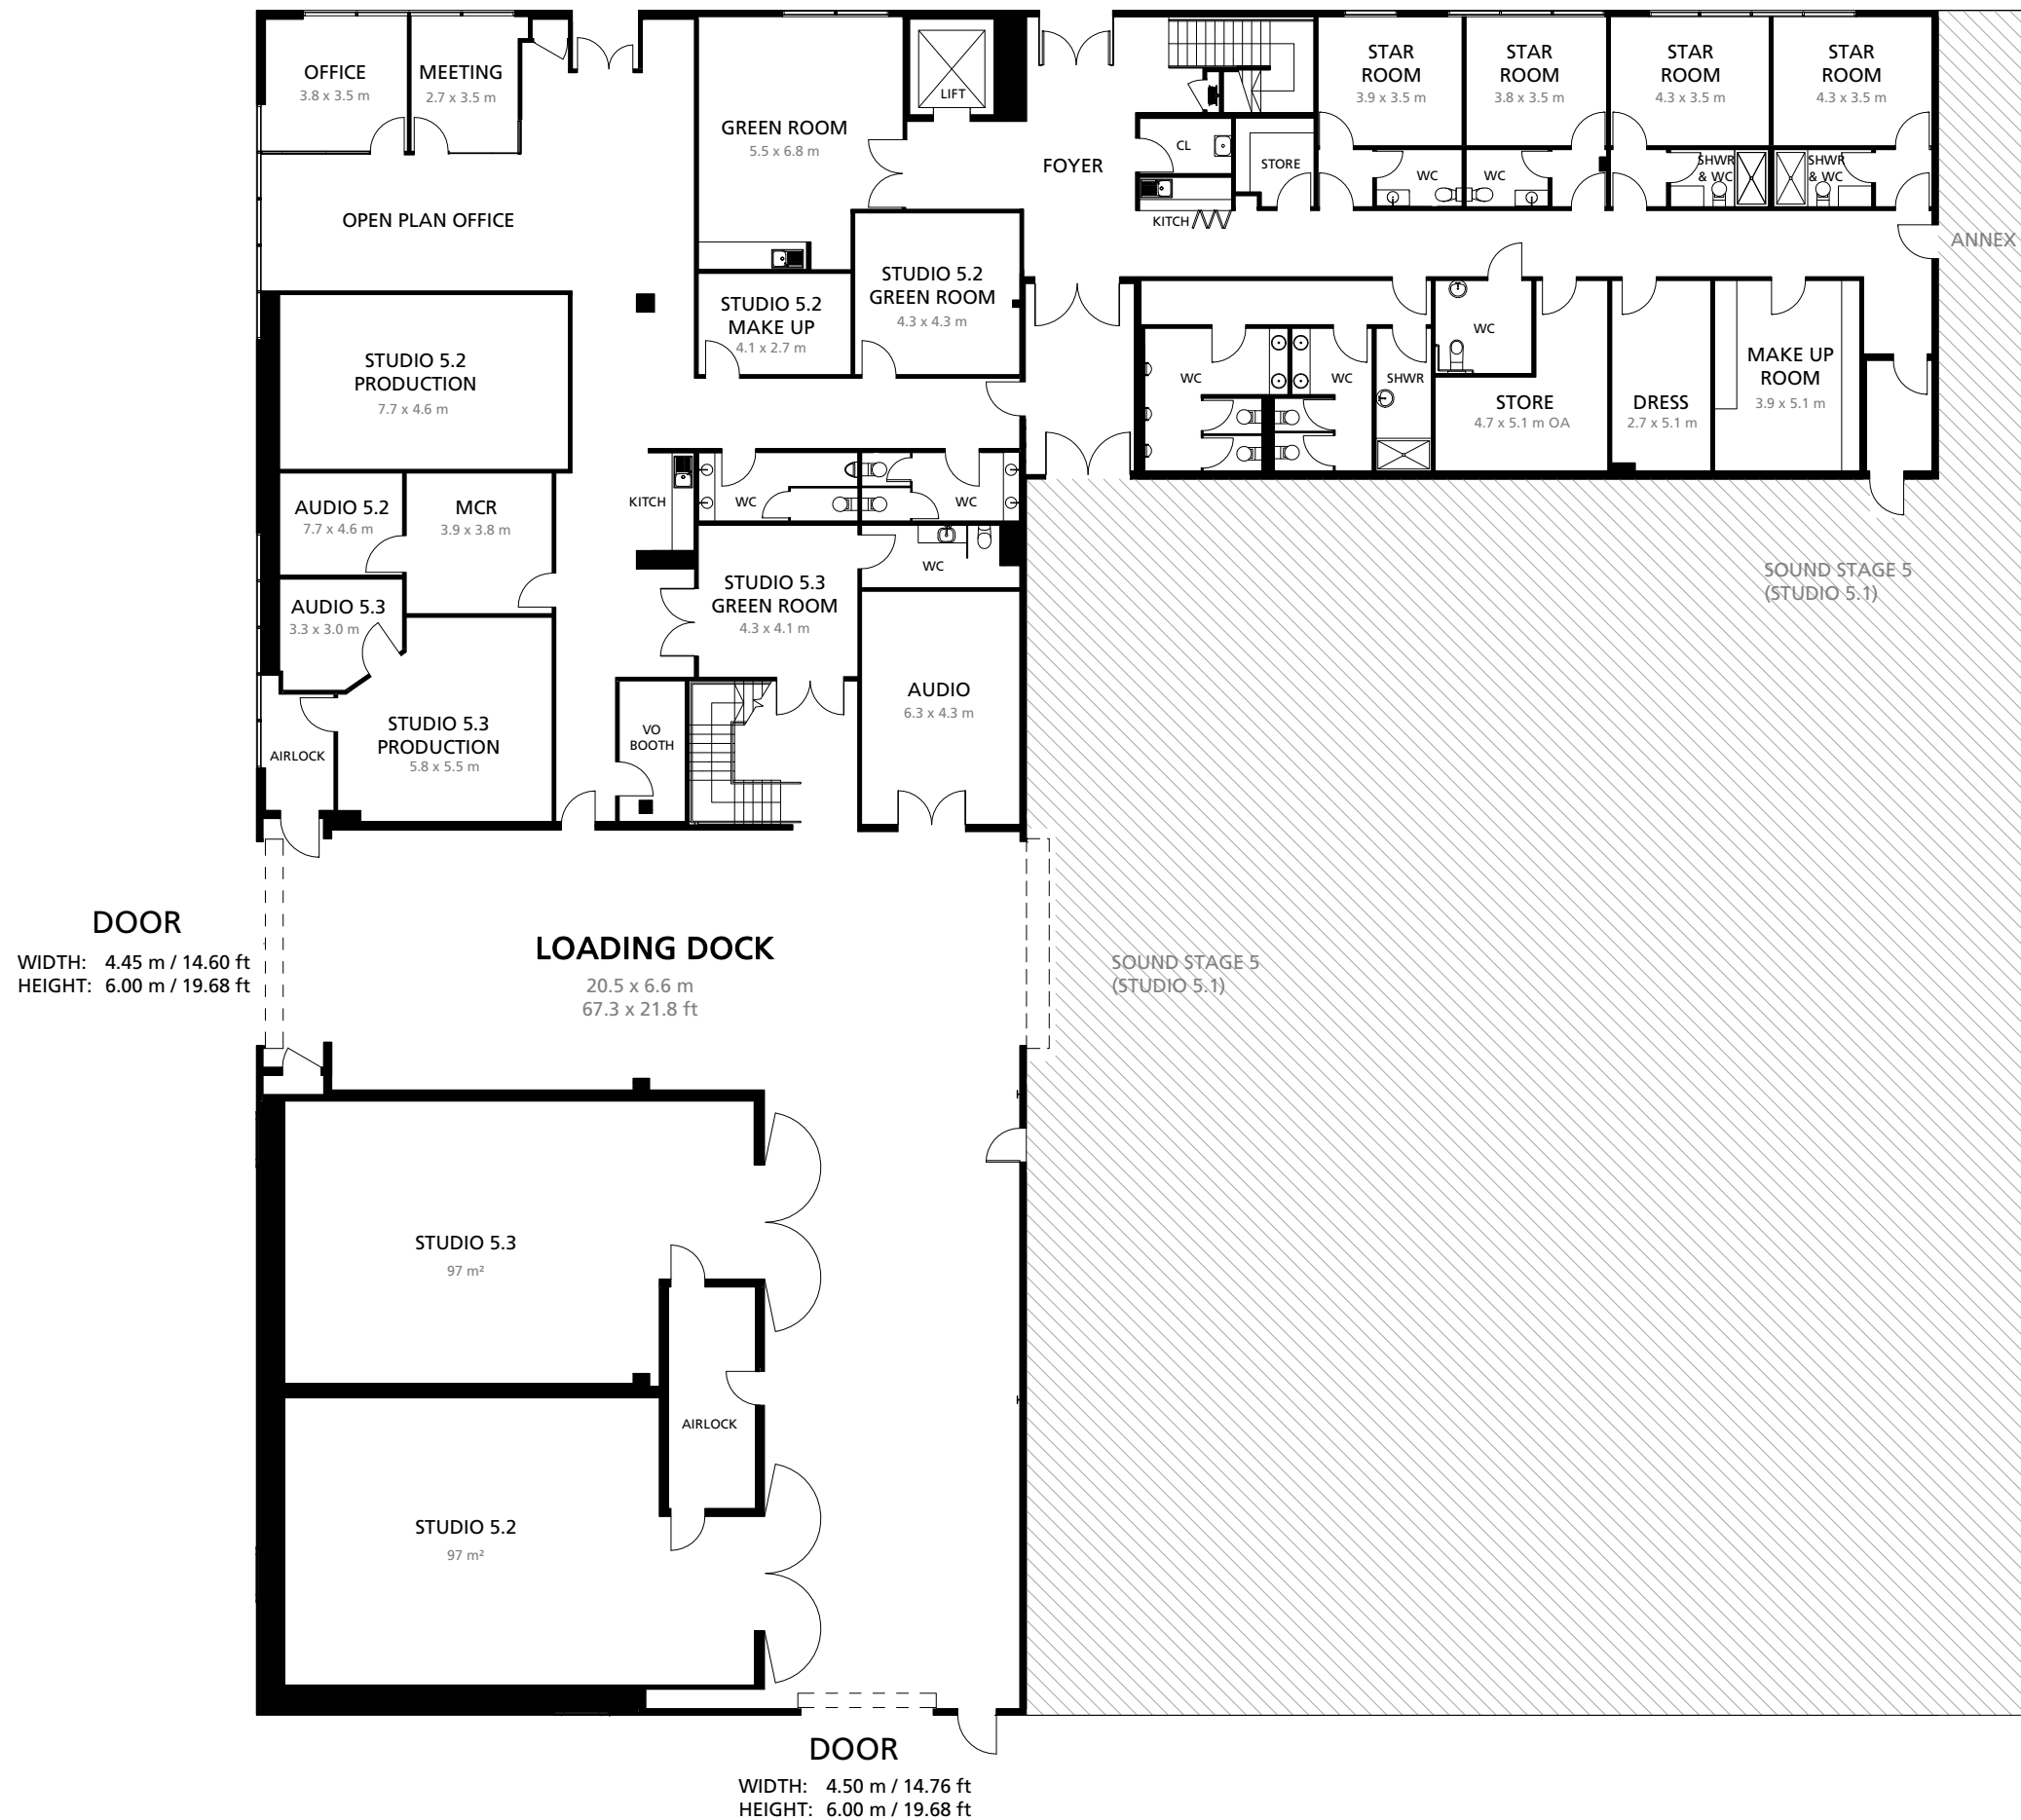 OFFICE
3.8 x 3.5 m
MEETING
2.7 x 3.5 m
OPEN PLAN OFFICE
GREEN ROOM
5.5 x 6.8 m
LIFT
FOYER
CL
KITCH
STORE
STAR
ROOM
3.9 x 3.5 m
STAR
ROOM
3.8 x 3.5 m
STAR
ROOM
4.3 x 3.5 m
STAR
ROOM
4.3 x 3.5 m
WC
WC
SHWR
& WC
SHWR
& WC
ANNEX
STUDIO 5.2
GREEN ROOM
4.3 x 4.3 m
STUDIO 5.2
MAKE UP
4.1 x 2.7 m
STUDIO 5.2
PRODUCTION
7.7 x 4.6 m
WC
WC
SHWR
WC
STORE
4.7 x 5.1 m OA
DRESS
2.7 x 5.1 m
MAKE UP
ROOM
3.9 x 5.1 m
AUDIO 5.2
7.7 x 4.6 m
MCR
3.9 x 3.8 m
KITCH
WC
WC
WC
STUDIO 5.3
GREEN ROOM
4.3 x 4.1 m
SOUND STAGE 5
(STUDIO 5.1)
AUDIO 5.3
3.3 x 3.0 m
AUDIO
6.3 x 4.3 m
STUDIO 5.3
PRODUCTION
5.8 x 5.5 m
VO
BOOTH
AIRLOCK
DOOR
WIDTH: 4.45 m / 14.60 ft
HEIGHT: 6.00 m / 19.68 ft
LOADING DOCK
20.5 x 6.6 m
67.3 x 21.8 ft
SOUND STAGE 5
(STUDIO 5.1)
STUDIO 5.3
97 m²
AIRLOCK
STUDIO 5.2
97 m²
DOOR
WIDTH: 4.50 m / 14.76 ft
HEIGHT: 6.00 m / 19.68 ft